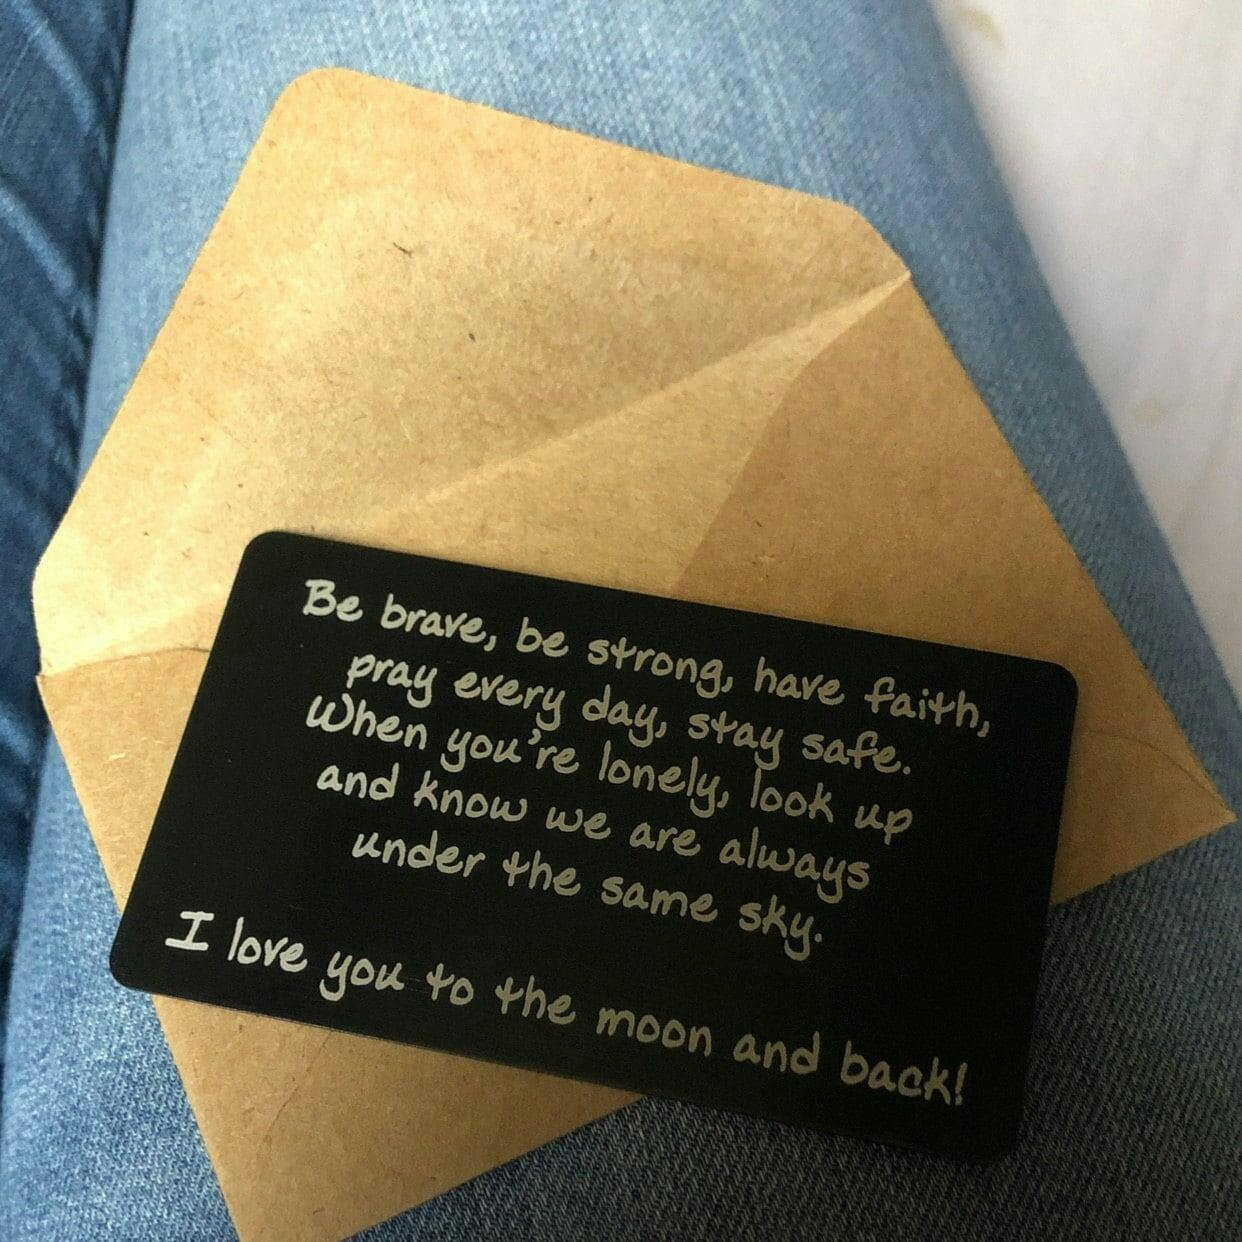 Be brave, be strong, have faith,
pray every day, stay safe.
When you're lonely, look up
and know we are always
under the same sky.
I love you to the moon and back!